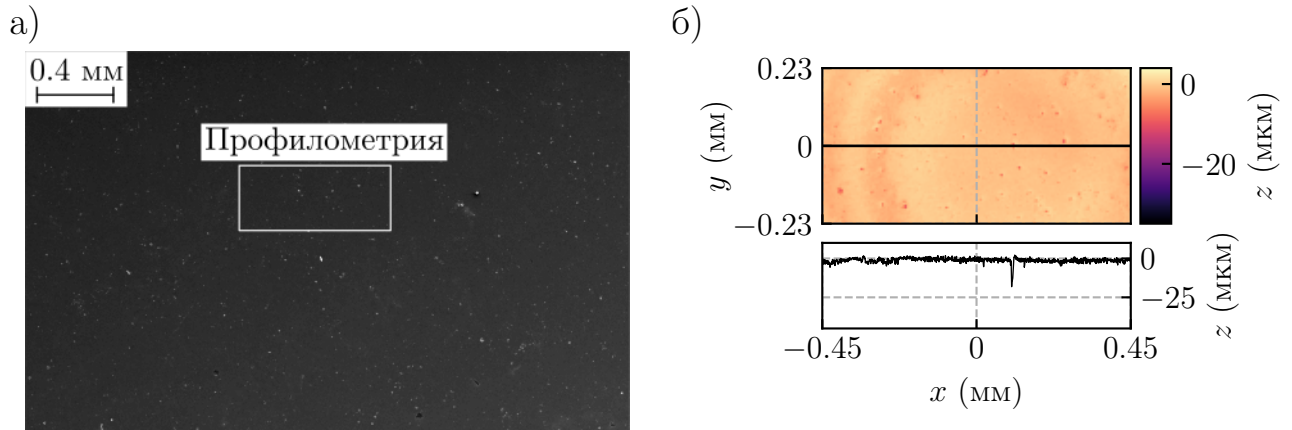 а)
0.4 мм
Профилометрия
б)
0.23
0
−0.23
y (мм)
0
−20
z (мкм)
0
−25
z (мкм)
−0.45
0
0.45
x (мм)